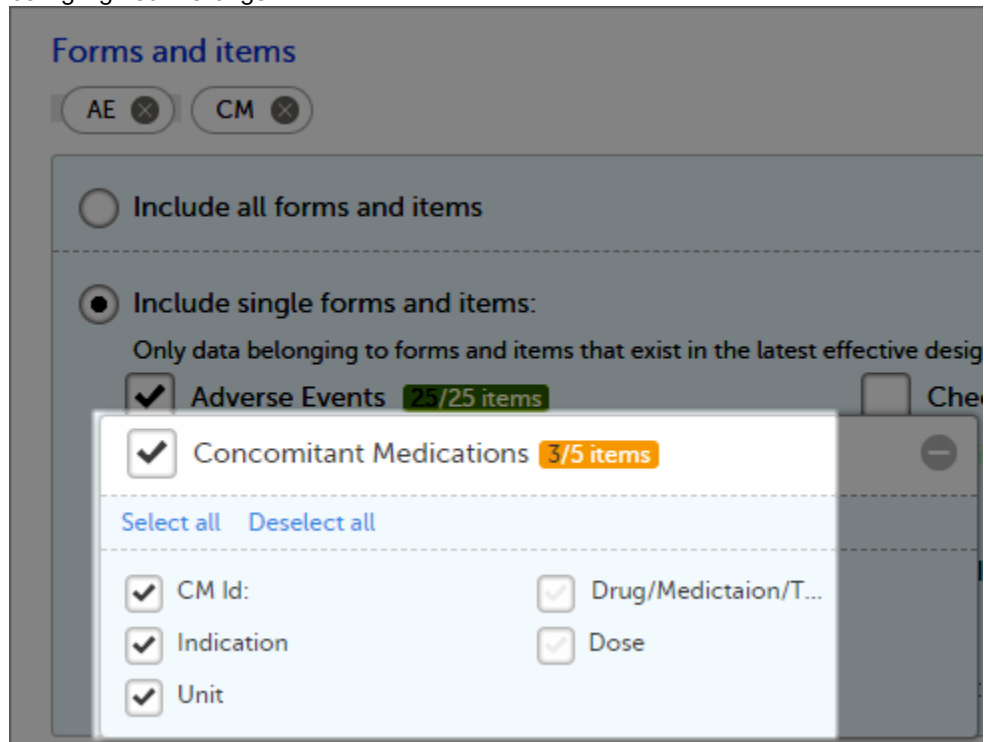 Forms and items
AE CM
Include all forms and items
Include single forms and items:
Only data belonging to forms and items that exist in the latest effective desig
Adverse Events 25/25 items Che
Concomitant Medications 3/5 items
Select all Deselect all
CM Id: Drug/Medictaion/T...
Indication Dose
Unit